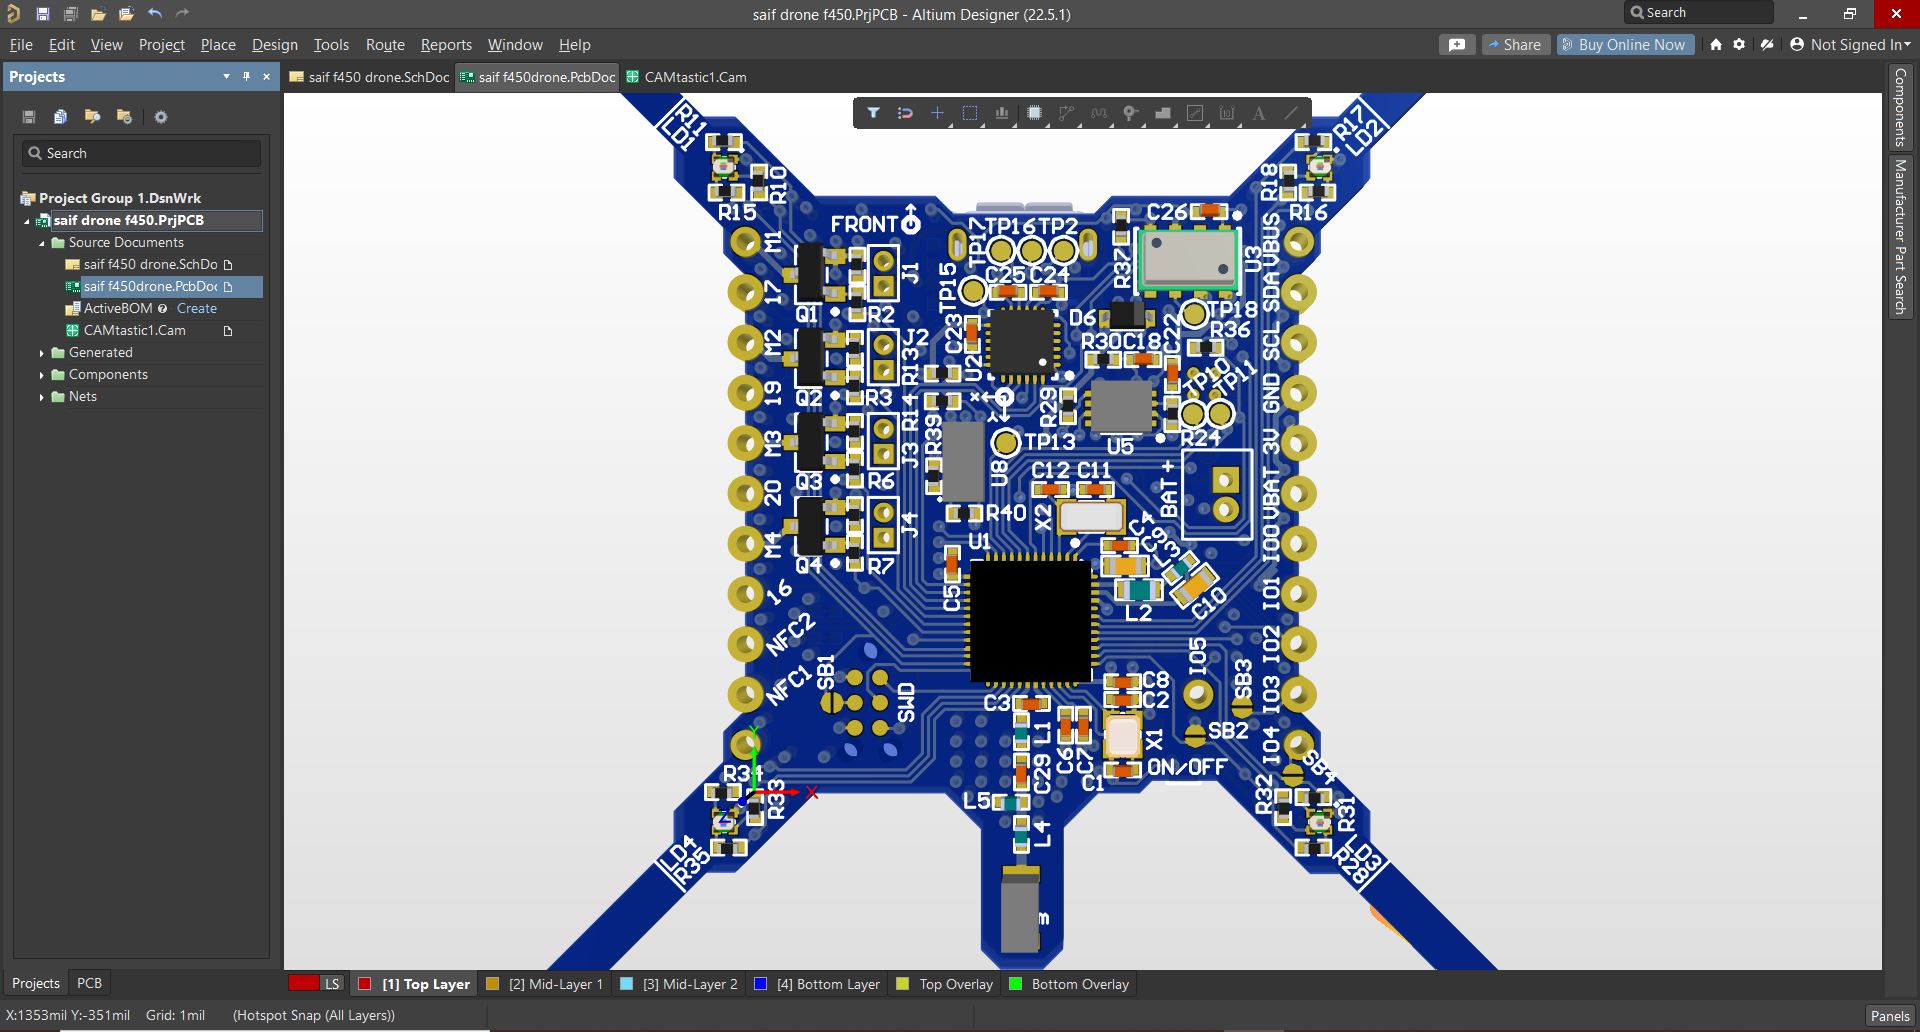 saif drone f450.PrjPCB - Altium Designer (22.5.1)
Search
File Edit View Project Place Design Tools Route Reports Window Help
Share
Buy Online Now
Not Signed In
Projects
saif f450 drone.SchDoc
saif f450drone.PcbDoc
CAMtastic1.Cam
Search
Project Group 1.DsnWrk
saif drone f450.PrjPCB
Source Documents
saif f450 drone.SchDo
saif f450drone.PcbDoc
ActiveBOM Create
CAMtastic1.Cam
Generated
Components
Nets
Components
Manufacturer Part Search
R11
LD1
R10
R15
R17
LD2
R18
R16
FRONT
TP17
TP16
TP2
C26
R37
U3
VBUS
M1
17
M2
19
M3
20
M4
16
NFC2
NFC1
Q1
R2
J1
Q2
R3
J2
Q3
R6
J3
Q4
R7
J4
TP15
C25
C24
C23
U2
R13
R14
R39
U8
R40
TP13
D6
TP18
R36
R30
C18
C22
TP10
TP11
R29
U5
R24
SDA
SCL
GND
3V
VBAT
IO0
IO1
IO2
IO3
IO4
BAT +
C12
C11
X2
C4
C9
L3
L2
C10
U1
C5
SB1
SWD
C3
L1
C6
C7
C29
C8
C2
X1
C1
IO5
SB3
SB2
SB4
ON/OFF
L5
L4
m
R34
R33
LD4
R35
R32
R31
LD3
R28
Y
X
Z
Projects PCB
LS
[1] Top Layer
[2] Mid-Layer 1
[3] Mid-Layer 2
[4] Bottom Layer
Top Overlay
Bottom Overlay
X:1353mil Y:-351mil Grid: 1mil (Hotspot Snap (All Layers))
Panels